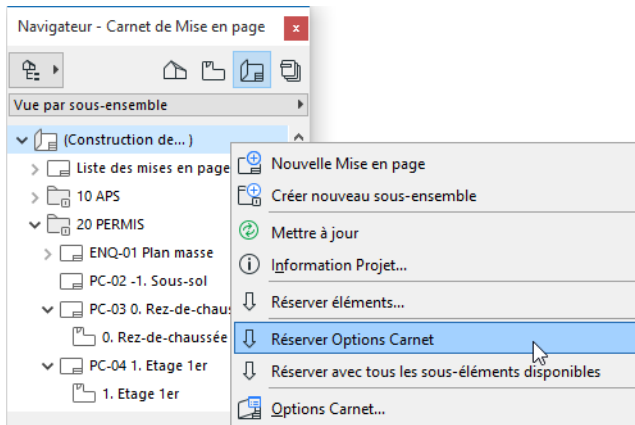 Navigateur - Carnet de Mise en page
x
Vue par sous-ensemble
(Construction de... )
Liste des mises en page
10 APS
20 PERMIS
ENQ-01 Plan masse
PC-02 -1. Sous-sol
PC-03 0. Rez-de-chaus
0. Rez-de-chaussée
PC-04 1. Etage 1er
1. Etage 1er
Nouvelle Mise en page
Créer nouveau sous-ensemble
Mettre à jour
Information Projet...
Réserver éléments...
Réserver Options Carnet
Réserver avec tous les sous-éléments disponibles
Options Carnet...